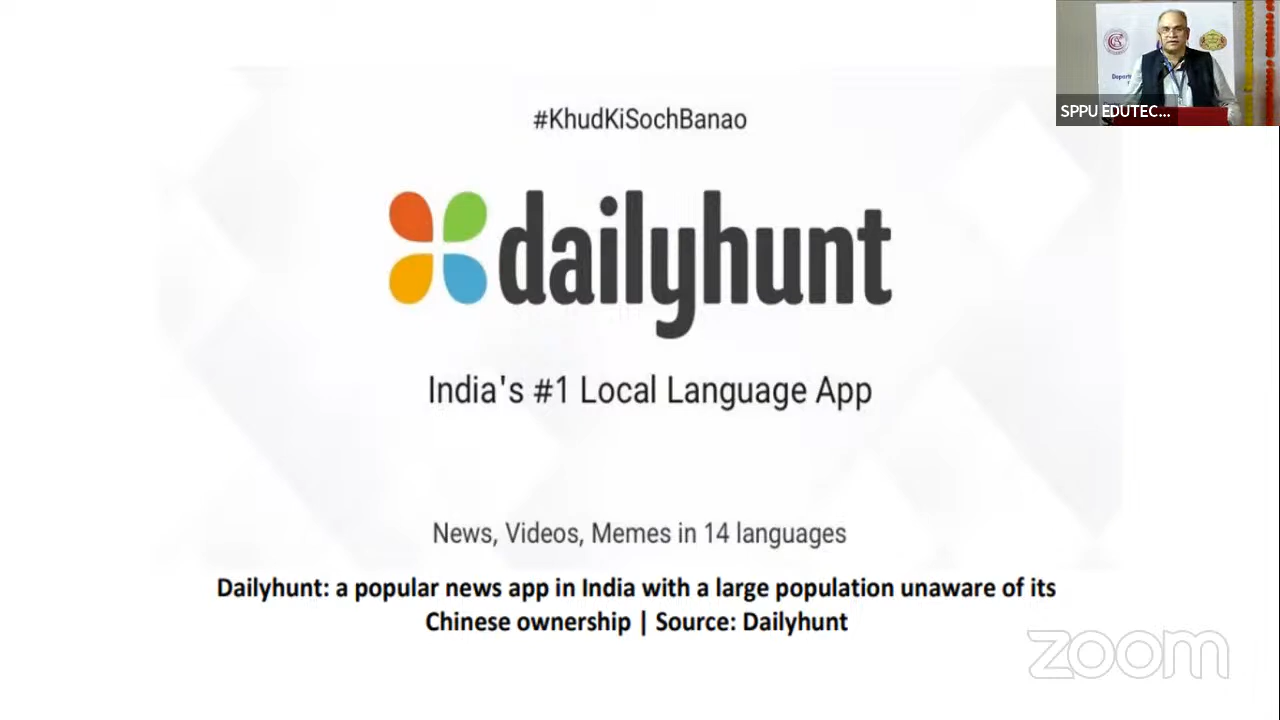 #KhudKiSochBanao
dailyhunt
India's #1 Local Language App
News, Videos, Memes in 14 languages
Dailyhunt: a popular news app in India with a large population unaware of its
Chinese ownership | Source: Dailyhunt
SPPU EDUTEC...
zoom